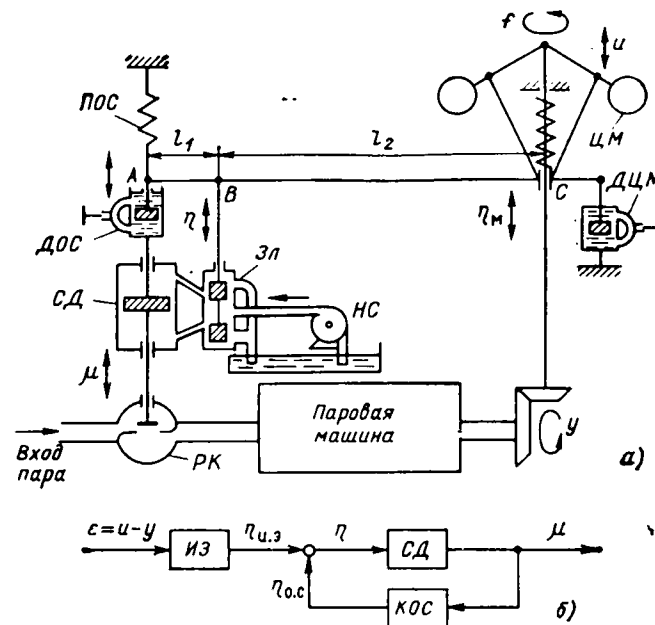 f
u
ПОС
l₁
l₂
ЦМ
A
B
C
ДЦМ
η
ηм
ДОС
Зл
СД
НС
μ
Паровая
машина
y
Вход
пара
РК
а)
ε=u-y
ИЗ
ηи.э
η
СД
μ
ηо.с
КОС
б)